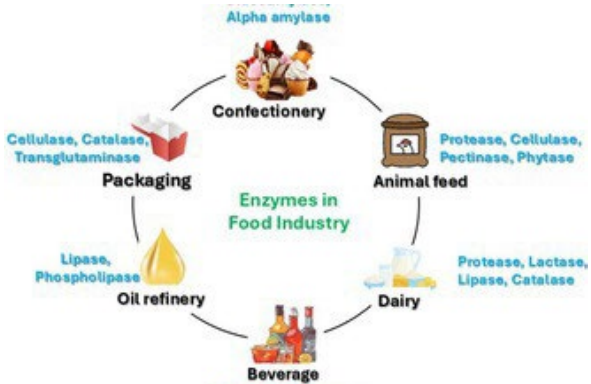 Alpha amylase
Confectionery
Cellulase, Catalase,
Transglutaminase
Packaging
Protease, Cellulase,
Pectinase, Phytase
Animal feed
Enzymes in
Food Industry
Lipase,
Phospholipase
Oil refinery
Protease, Lactase,
Lipase, Catalase
Dairy
Beverage